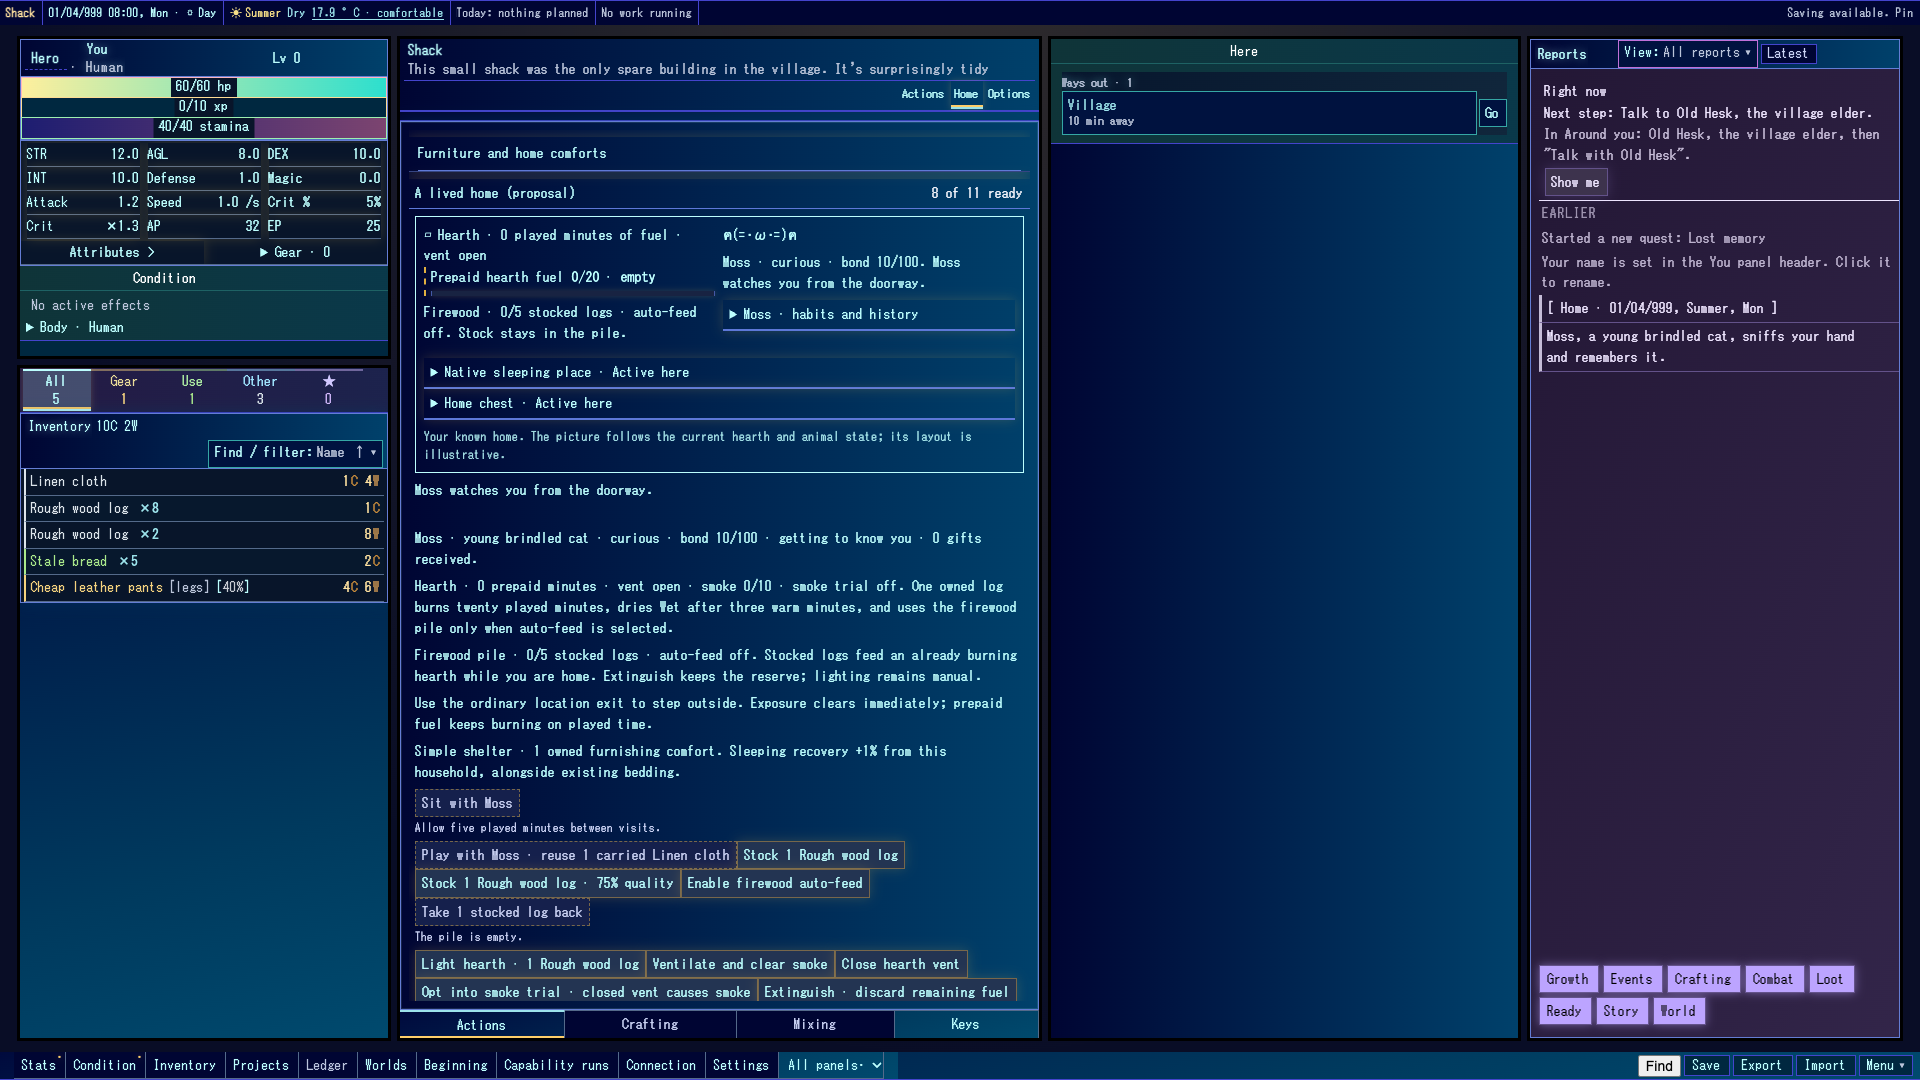 Shack 01/04/999 08:00, Mon · ☼ Day ☀ Summer Dry 17.9 ° C · comfortable Today: nothing planned No work running Saving available. Pin
Hero · You Human Lv 0
60/60 hp
0/10 xp
40/40 stamina
STR 12.0 AGL 8.0 DEX 10.0
INT 10.0 Defense 1.0 Magic 0.0
Attack 1.2 Speed 1.0 /s Crit % 5%
Crit ×1.3 AP 32 EP 25
Attributes > ▶ Gear · 0
Condition
No active effects
▶ Body · Human
All Gear Use Other ★
5 1 1 3 0
Inventory 10C 2W
Find / filter: Name ↑ ▾
Linen cloth 1C 4W
Rough wood log ×8 1C
Rough wood log ×2 8W
Stale bread ×5 2C
Cheap leather pants [legs] [40%] 4C 6W
Shack
This small shack was the only spare building in the village. It's surprisingly tidy
Actions Home Options
Furniture and home comforts
A lived home (proposal) 8 of 11 ready
▫ Hearth · 0 played minutes of fuel ·
vent open
Prepaid hearth fuel 0/20 · empty
Firewood · 0/5 stocked logs · auto-feed
off. Stock stays in the pile.
ฅ(=·ω·=)ฅ
Moss · curious · bond 10/100. Moss
watches you from the doorway.
▶ Moss · habits and history
▶ Native sleeping place · Active here
▶ Home chest · Active here
Your known home. The picture follows the current hearth and animal state; its layout is
illustrative.
Moss watches you from the doorway.
Moss · young brindled cat · curious · bond 10/100 · getting to know you · 0 gifts
received.
Hearth · 0 prepaid minutes · vent open · smoke 0/10 · smoke trial off. One owned log
burns twenty played minutes, dries Wet after three warm minutes, and uses the firewood
pile only when auto-feed is selected.
Firewood pile · 0/5 stocked logs · auto-feed off. Stocked logs feed an already burning
hearth while you are home. Extinguish keeps the reserve; lighting remains manual.
Use the ordinary location exit to step outside. Exposure clears immediately; prepaid
fuel keeps burning on played time.
Simple shelter · 1 owned furnishing comfort. Sleeping recovery +1% from this
household, alongside existing bedding.
Sit with Moss
Allow five played minutes between visits.
Play with Moss · reuse 1 carried Linen cloth Stock 1 Rough wood log
Stock 1 Rough wood log · 75% quality Enable firewood auto-feed
Take 1 stocked log back
The pile is empty.
Light hearth · 1 Rough wood log Ventilate and clear smoke Close hearth vent
Opt into smoke trial · closed vent causes smoke Extinguish · discard remaining fuel
Actions Crafting Mixing Keys
Here
Ways out · 1
Village
10 min away
Go
Reports View: All reports ▾ Latest
Right now
Next step: Talk to Old Hesk, the village elder.
In Around you: Old Hesk, the village elder, then
"Talk with Old Hesk".
Show me
EARLIER
Started a new quest: Lost memory
Your name is set in the You panel header. Click it
to rename.
[ Home · 01/04/999, Summer, Mon ]
Moss, a young brindled cat, sniffs your hand
and remembers it.
Growth Events Crafting Combat Loot
Ready Story World
Stats Condition Inventory Projects Ledger Worlds Beginning Capability runs Connection Settings All panels· Find Save Export Import Menu ▾